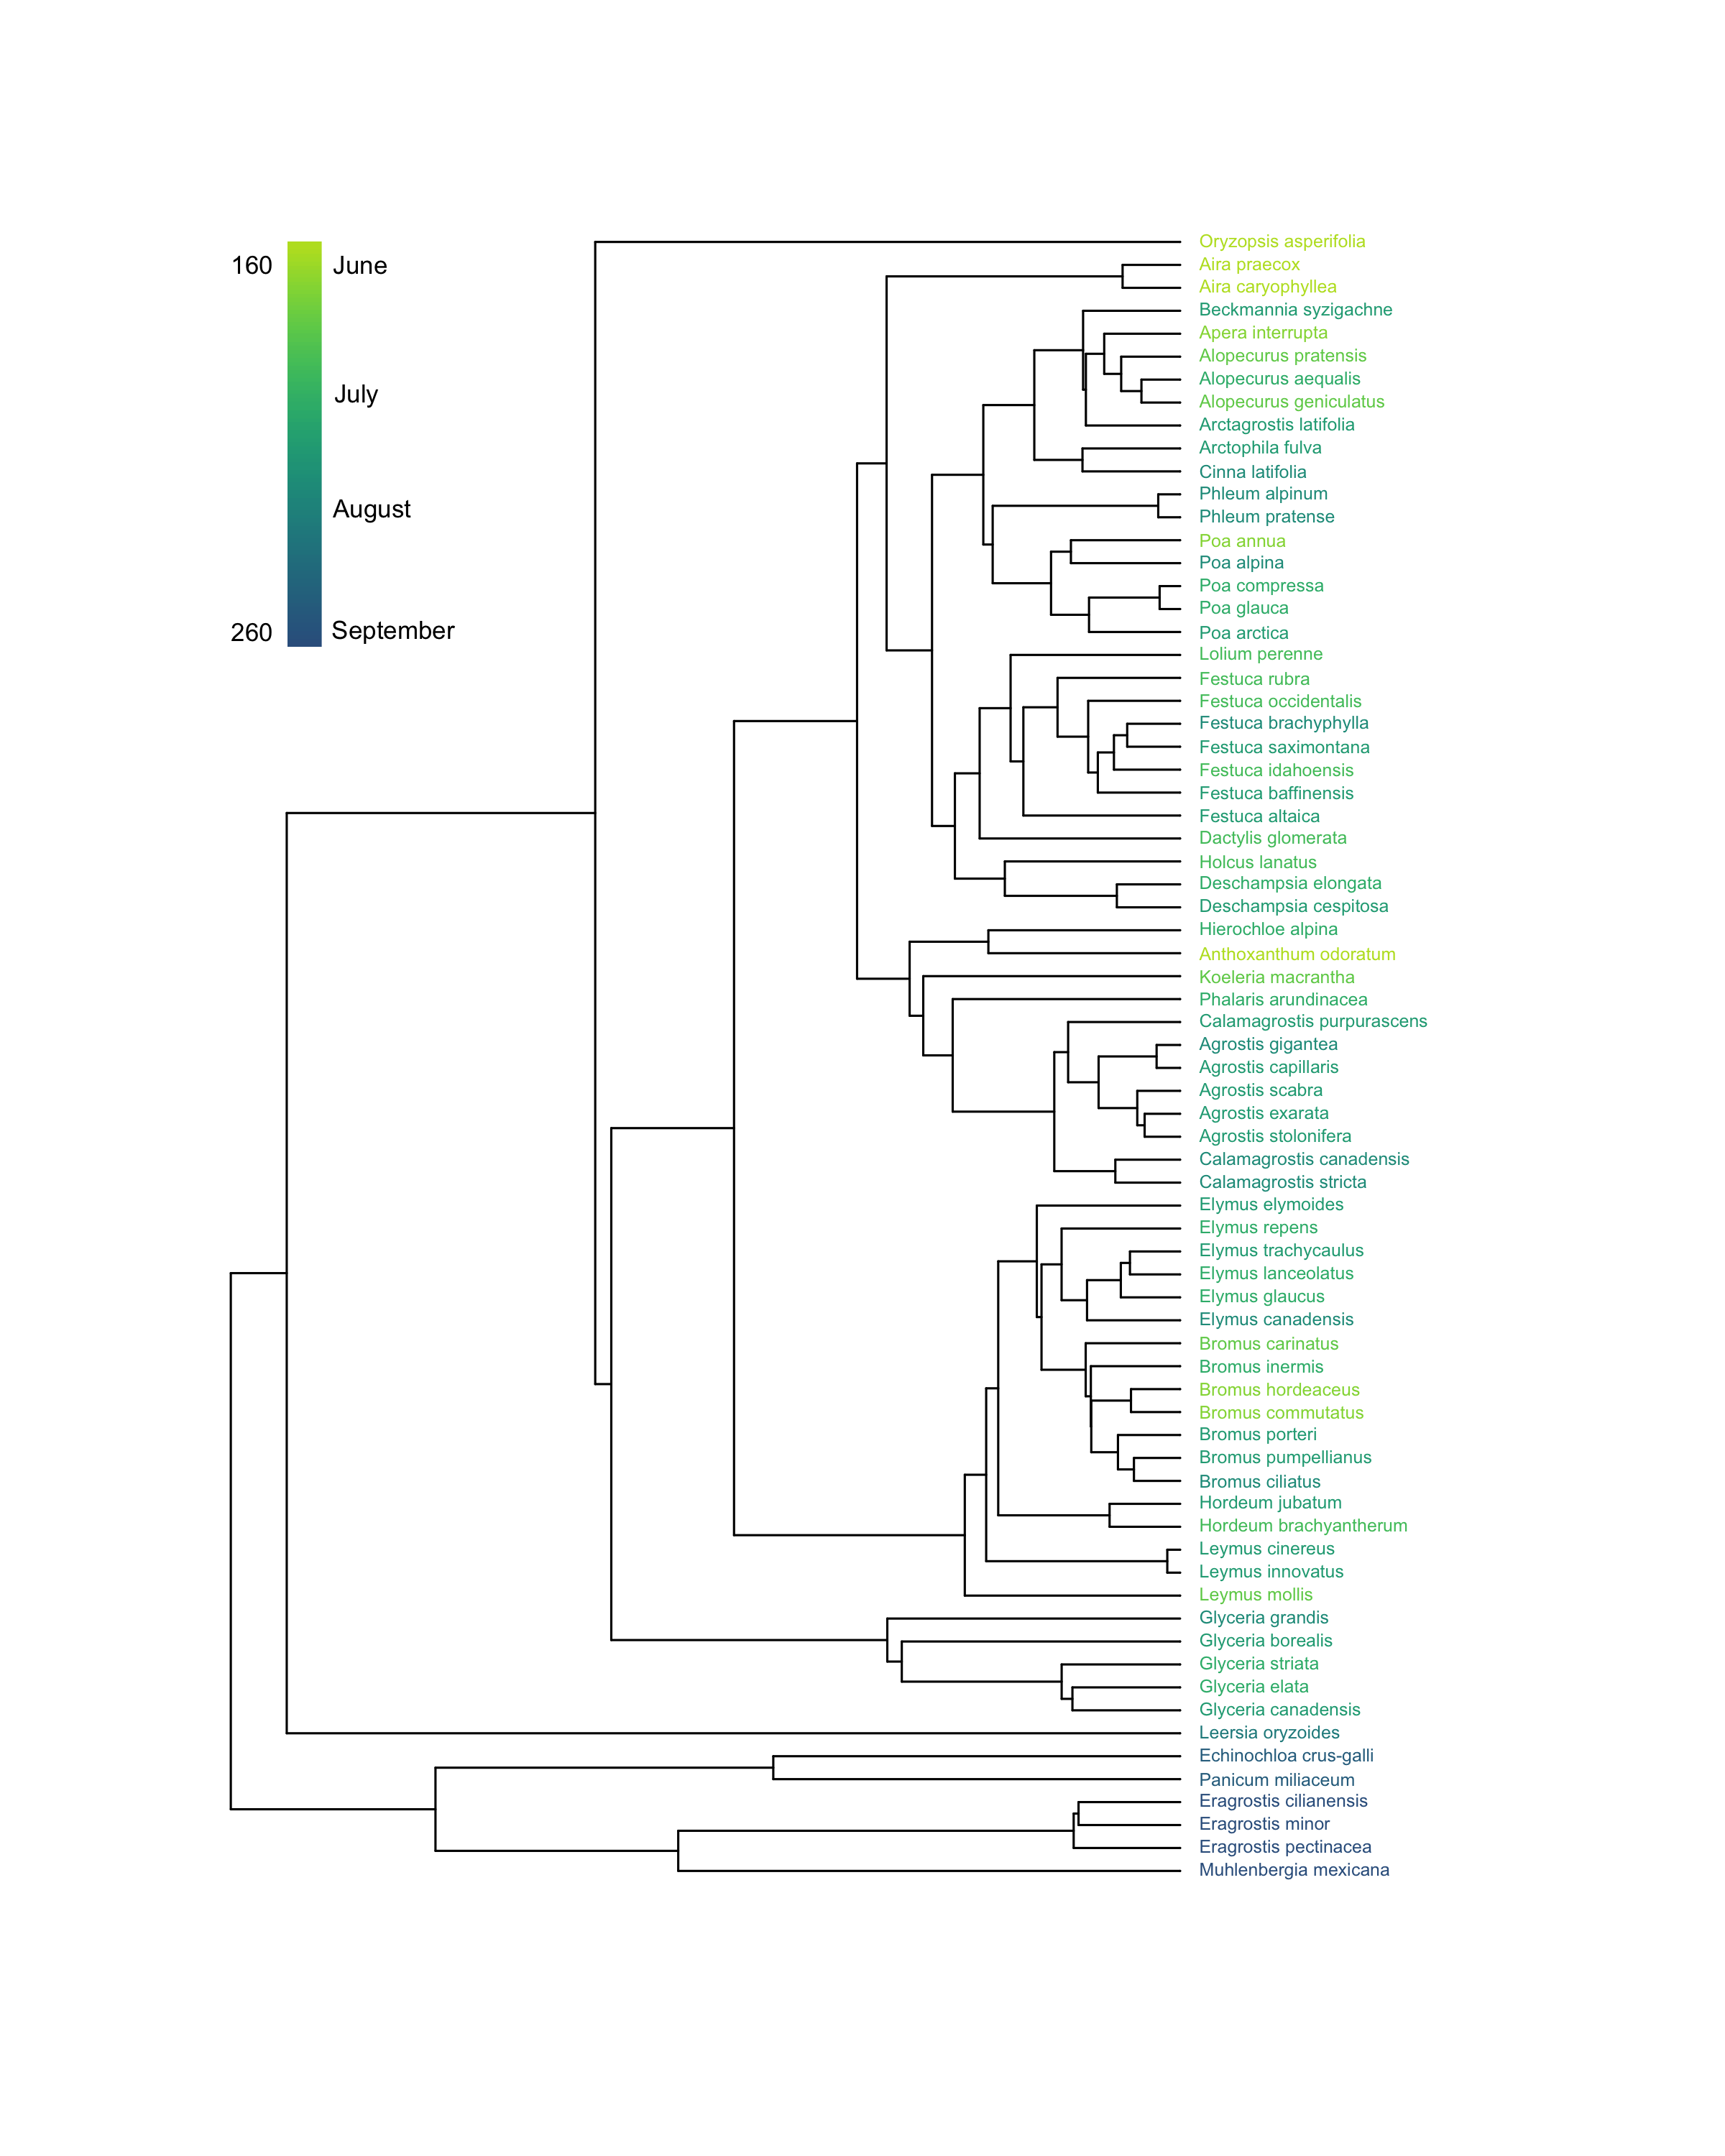 160
June
July
August
260
September
Oryzopsis asperifolia
Aira praecox
Aira caryophyllea
Beckmannia syzigachne
Apera interrupta
Alopecurus pratensis
Alopecurus aequalis
Alopecurus geniculatus
Arctagrostis latifolia
Arctophila fulva
Cinna latifolia
Phleum alpinum
Phleum pratense
Poa annua
Poa alpina
Poa compressa
Poa glauca
Poa arctica
Lolium perenne
Festuca rubra
Festuca occidentalis
Festuca brachyphylla
Festuca saximontana
Festuca idahoensis
Festuca baffinensis
Festuca altaica
Dactylis glomerata
Holcus lanatus
Deschampsia elongata
Deschampsia cespitosa
Hierochloe alpina
Anthoxanthum odoratum
Koeleria macrantha
Phalaris arundinacea
Calamagrostis purpurascens
Agrostis gigantea
Agrostis capillaris
Agrostis scabra
Agrostis exarata
Agrostis stolonifera
Calamagrostis canadensis
Calamagrostis stricta
Elymus elymoides
Elymus repens
Elymus trachycaulus
Elymus lanceolatus
Elymus glaucus
Elymus canadensis
Bromus carinatus
Bromus inermis
Bromus hordeaceus
Bromus commutatus
Bromus porteri
Bromus pumpellianus
Bromus ciliatus
Hordeum jubatum
Hordeum brachyantherum
Leymus cinereus
Leymus innovatus
Leymus mollis
Glyceria grandis
Glyceria borealis
Glyceria striata
Glyceria elata
Glyceria canadensis
Leersia oryzoides
Echinochloa crus-galli
Panicum miliaceum
Eragrostis cilianensis
Eragrostis minor
Eragrostis pectinacea
Muhlenbergia mexicana